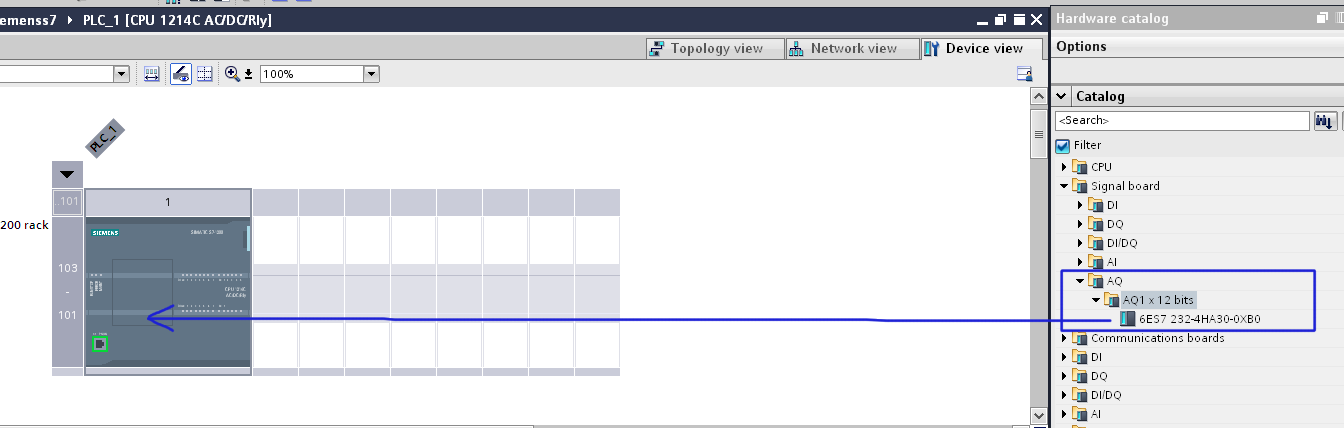 emenss7 ▸ PLC_1 [CPU 1214C AC/DC/Rly]
Hardware catalog
Options
Topology view
Network view
Device view
100%
Catalog
<Search>
Filter
CPU
Signal board
DI
DQ
DI/DQ
AI
AQ
AQ1 x 12 bits
6ES7 232-4HA30-0XB0
Communications boards
DI
DQ
DI/DQ
AI
PLC_1
..101
1
200 rack
SIEMENS
SIMATIC S7-1200
103
-
101
CPU 1214C
AC/DC/Rly